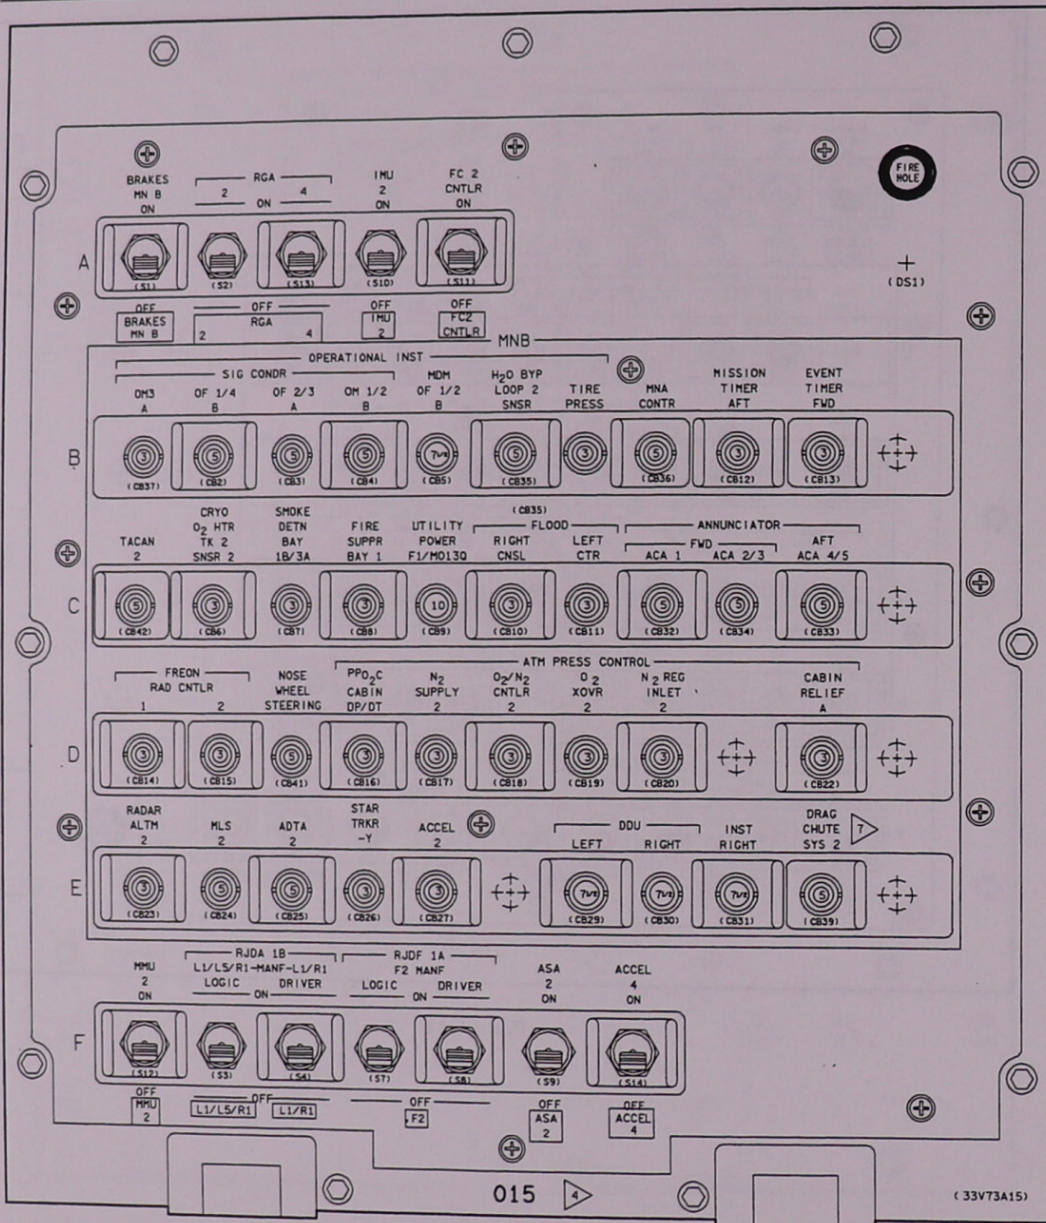 FIRE
HOLE
BRAKES RGA IMU FC 2
MN B 2 4 2 CNTLR
ON ON ON ON
A
(S1) (S2) (S13) (S10) (S11)
(DS1)
OFF OFF OFF OFF
BRAKES RGA IMU FC2
MN B 2 4 2 CNTLR
MNB
OPERATIONAL INST
SIG CONDR MDM H2O BYP MISSION EVENT
OM3 OF 1/4 OF 2/3 OM 1/2 OF 1/2 LOOP 2 TIRE MNA TIMER TIMER
A B A B B SNSR PRESS CONTR AFT FWD
B 3 5 5 5 7 1/2 5 3 5 3 3
(CB37) (CB2) (CB3) (CB4) (CB5) (CB35) (CB36) (CB12) (CB13)
(CB35)
CRYO SMOKE
O2 HTR DETN FIRE UTILITY FLOOD ANNUNCIATOR
TACAN TK 2 BAY SUPPR POWER RIGHT LEFT FWD AFT
2 SNSR 2 1B/3A BAY 1 F1/MO13Q CNSL CTR ACA 1 ACA 2/3 ACA 4/5
C 5 3 3 3 10 3 3 5 5 5
(CB42) (CB6) (CB7) (CB8) (CB9) (CB10) (CB11) (CB32) (CB34) (CB33)
ATM PRESS CONTROL
FREON NOSE PPO2C N2 O2/N2 O2 N2 REG CABIN
RAD CNTLR WHEEL CABIN SUPPLY CNTLR XOVR INLET RELIEF
1 2 STEERING DP/DT 2 2 2 2 A
D 3 3 5 3 3 3 3 3 3
(CB14) (CB15) (CB41) (CB16) (CB17) (CB18) (CB19) (CB20) (CB22)
RADAR STAR DRAG
ALTM MLS ADTA TRKR ACCEL DDU INST CHUTE 7
2 2 2 -Y 2 LEFT RIGHT RIGHT SYS 2
E 3 5 5 3 3 7 1/2 7 1/2 7 1/2 5
(CB23) (CB24) (CB25) (CB26) (CB27) (CB29) (CB30) (CB31) (CB39)
RJDA 1B RJDF 1A
MMU L1/L5/R1-MANF-L1/R1 F2 MANF ASA ACCEL
2 LOGIC DRIVER LOGIC DRIVER 2 4
ON ON ON ON ON
F
(S12) (S3) (S4) (S7) (S8) (S9) (S14)
OFF OFF OFF OFF OFF
MMU L1/L5/R1 L1/R1 F2 ASA ACCEL
2 2 4
015 4 (33V73A15)